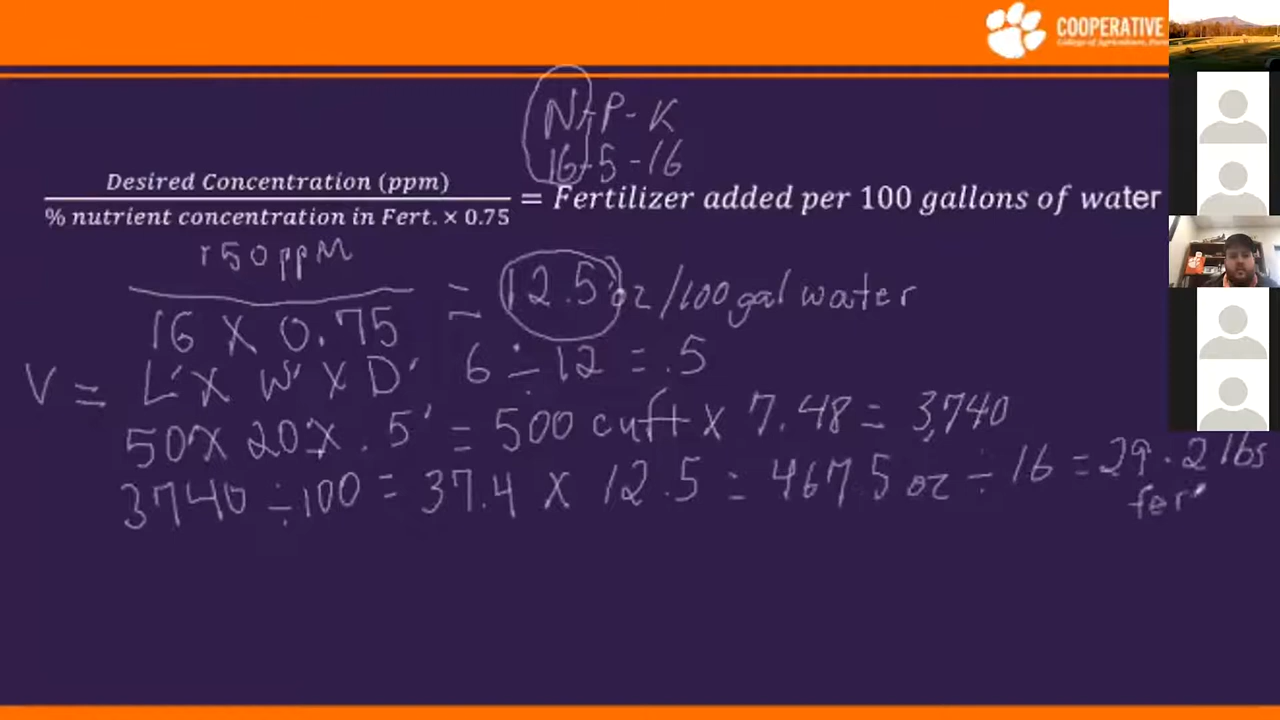 COOPERATIVE
N-P-K
16-5-16
Desired Concentration (ppm)
% nutrient concentration in Fert. × 0.75
= Fertilizer added per 100 gallons of water
150ppM
16 X 0.75
= 12.5 oz/100 gal water
V = L' X W' X D' 6 ÷ 12 = .5
50 X 20 X .5' = 500 cuft X 7.48 = 3,740
3740 ÷ 100 = 37.4 X 12.5 = 467.5 oz ÷ 16 = 29.2 lbs
fer